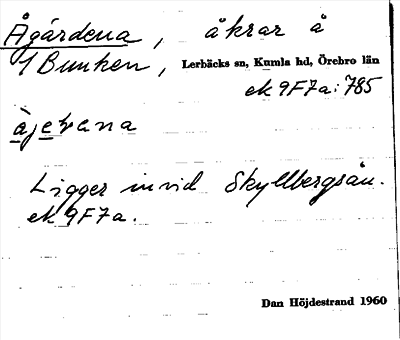 Ågärdena, åkrar å
1 Bunken, Lerbäcks sn, Kumla hd, Örebro län
ek 9F7a:785
åjeɽana
Ligger invid Skyllbergsån.
ek 9F7a.
Dan Höjdestrand 1960